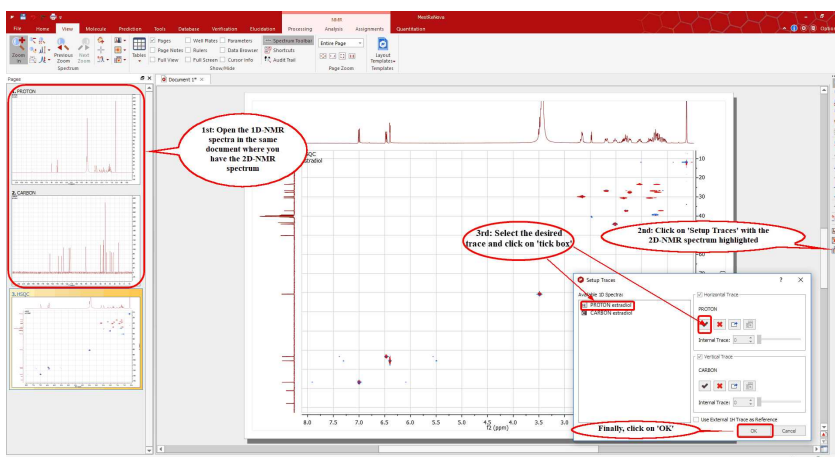 MestReNova
File Home View Molecule Prediction Tools Database Verification Elucidation Processing Analysis Assignments Quantitation
Zoom in
Previous Zoom
Next Zoom
Tables
Spectrum
Pages Wall Plates Parameters
Page Notes Rulers Data Browser
Full View Full Screen Cursor Info
Show/Hide
Spectrum Toolbar
Shortcuts
Audit Trail
Entire Page
Page Zoom
Layout Templates
Templates
Pages
Document 1*
1. PROTON
2. CARBON
3. HSQC
1st: Open the 1D-NMR
spectra in the same
document where you
have the 2D-NMR
spectrum
HSQC
estradiol
10
20
30
40
3rd: Select the desired
trace and click on 'tick box'
2nd: Click on 'Setup Traces' with the
2D-NMR spectrum highlighted
70
Setup Traces ? ×
Available 1D Spectra:
PROTON estradiol
CARBON estradiol
Horizontal Trace
PROTON
Internal Trace: 0
Vertical Trace
CARBON
Internal Trace: 0
Use External 1H Trace as Reference
Finally, click on 'OK'
OK Cancel
8.0 7.5 7.0 6.5 6.0 5.5 5.0 4.5 4.0 3.5 3.0
f2 (ppm)